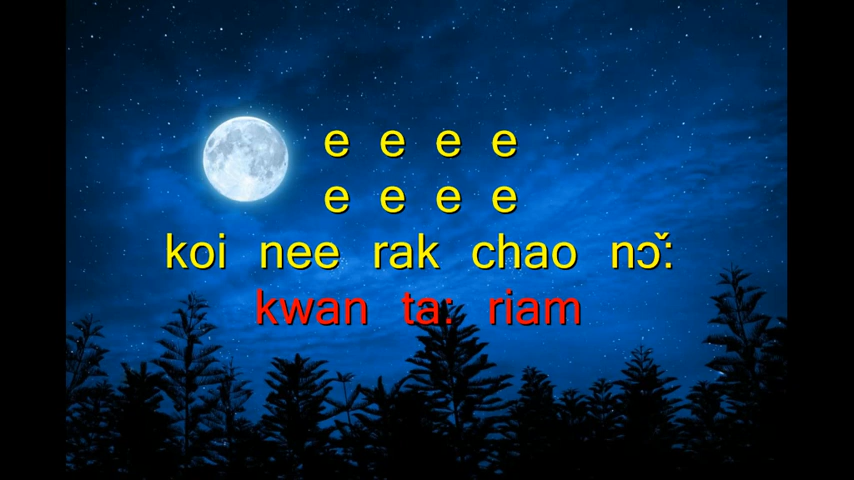 e e e e
e e e e
koi nee rak chao nɔ̌:
kwan ta: riam